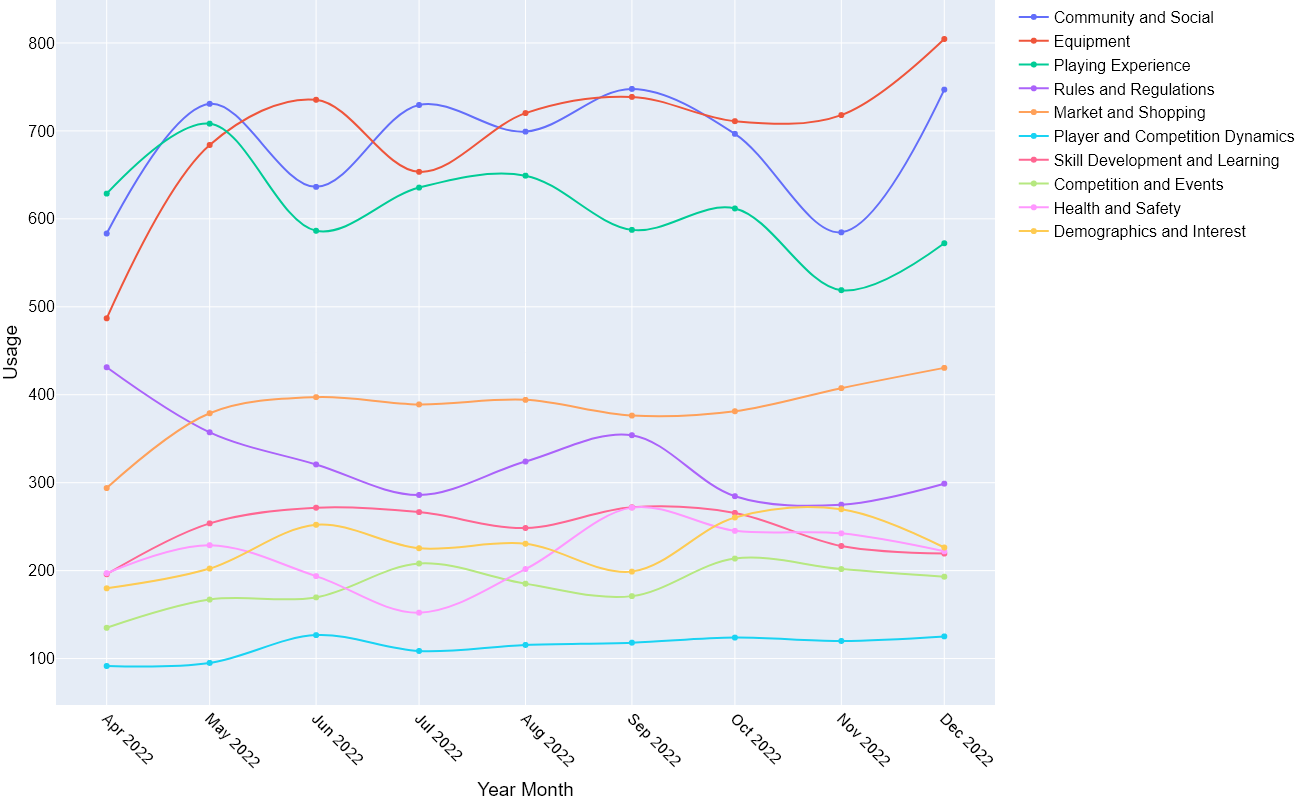 Community and Social
Equipment
Playing Experience
Rules and Regulations
Market and Shopping
Player and Competition Dynamics
Skill Development and Learning
Competition and Events
Health and Safety
Demographics and Interest
800
700
600
500
400
300
200
100
Usage
Apr 2022
May 2022
Jun 2022
Jul 2022
Aug 2022
Sep 2022
Oct 2022
Nov 2022
Dec 2022
Year Month